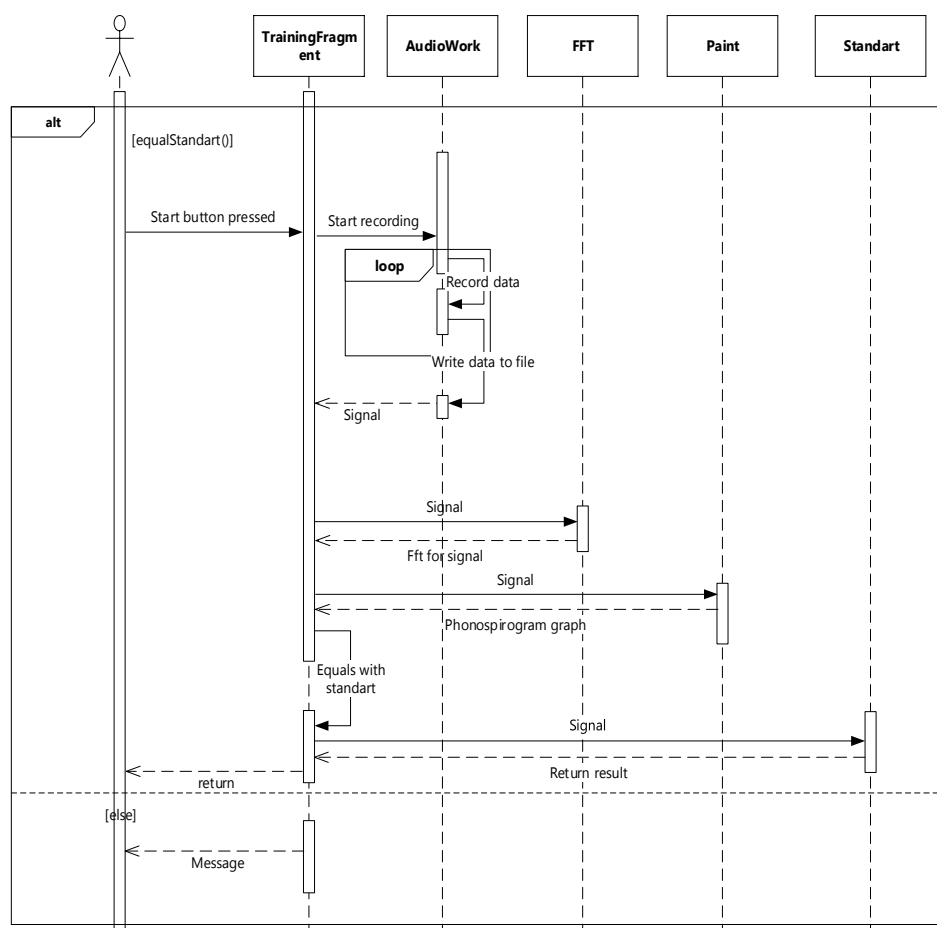 TrainingFragm
ent
AudioWork
FFT
Paint
Standart
alt
[equalStandart()]
Start button pressed
Start recording
loop
Record data
Write data to file
Signal
Signal
Fft for signal
Signal
Phonospirogram graph
Equals with
standart
Signal
Return result
return
[else]
Message